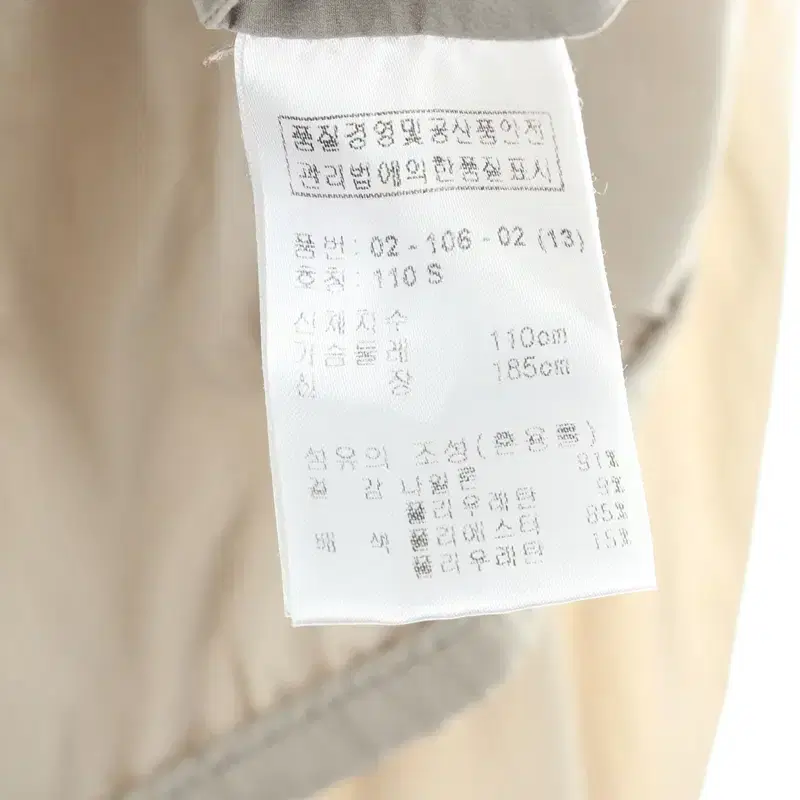 품질경영및공산품안전
관리법에의한품질표시
품번 : 02 - 106 - 02 (13)
호칭 : 110 S
신체치수
가슴둘레 110cm
신 장 185cm
섬유의 조성(혼용률)
겉 감 나일론 91%
폴리우레탄 9%
배 색 폴리에스터 85%
폴리우레탄 15%